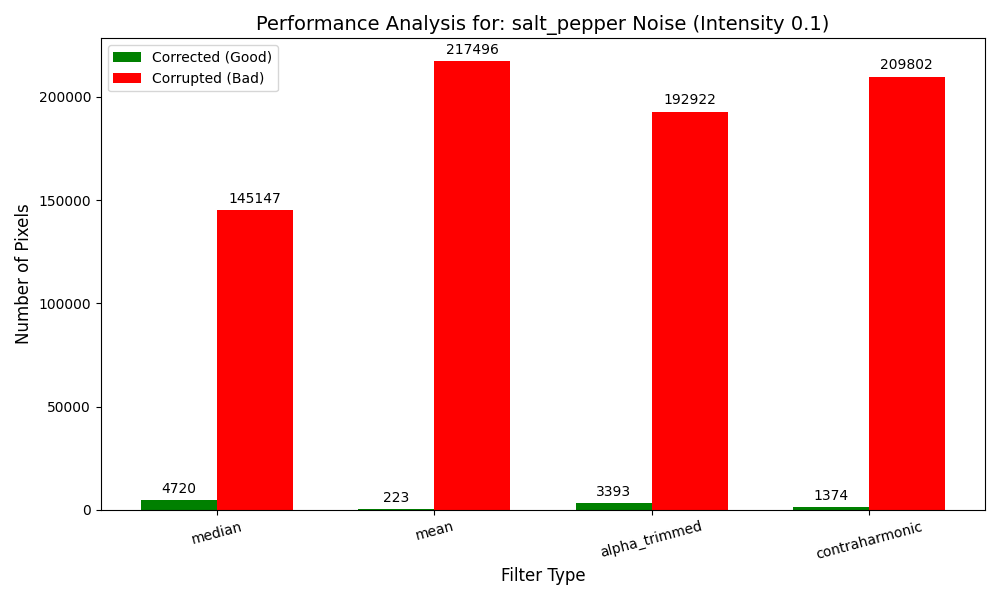 Performance Analysis for: salt_pepper Noise (Intensity 0.1)
Corrected (Good)
Corrupted (Bad)
Number of Pixels
200000
150000
100000
50000
0
4720
145147
223
217496
3393
192922
1374
209802
median
mean
alpha_trimmed
contraharmonic
Filter Type